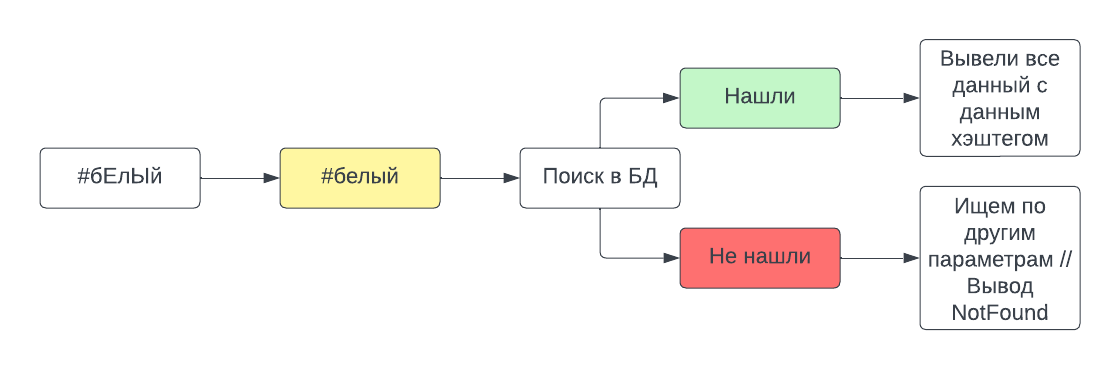 #бЕлЫй
#белый
Поиск в БД
Нашли
Вывели все
данный с
данным
хэштегом
Не нашли
Ищем по
другим
параметрам //
Вывод
NotFound